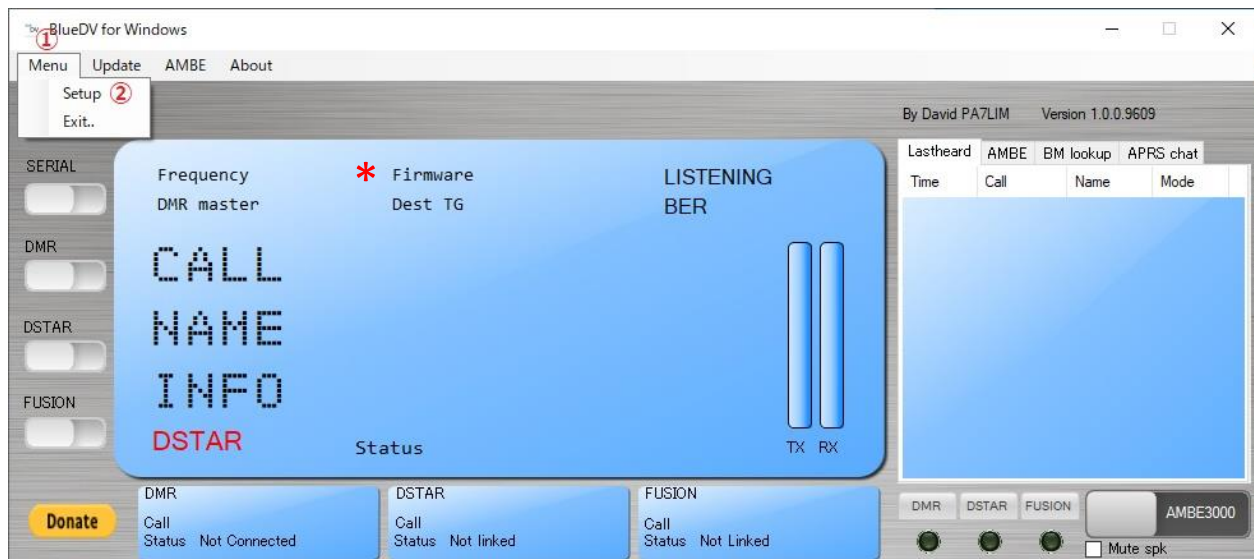 BlueDV for Windows
①
Menu Update AMBE About
Setup ②
Exit..
By David PA7LIM Version 1.0.0.9609
SERIAL
DMR
DSTAR
FUSION
Frequency * Firmware LISTENING
DMR master Dest TG BER
CALL
NAME
INFO
DSTAR Status TX RX
Lastheard AMBE BM lookup APRS chat
Time Call Name Mode
Donate
DMR
Call
Status Not Connected
DSTAR
Call
Status Not linked
FUSION
Call
Status Not Linked
DMR DSTAR FUSION AMBE3000
Mute spk